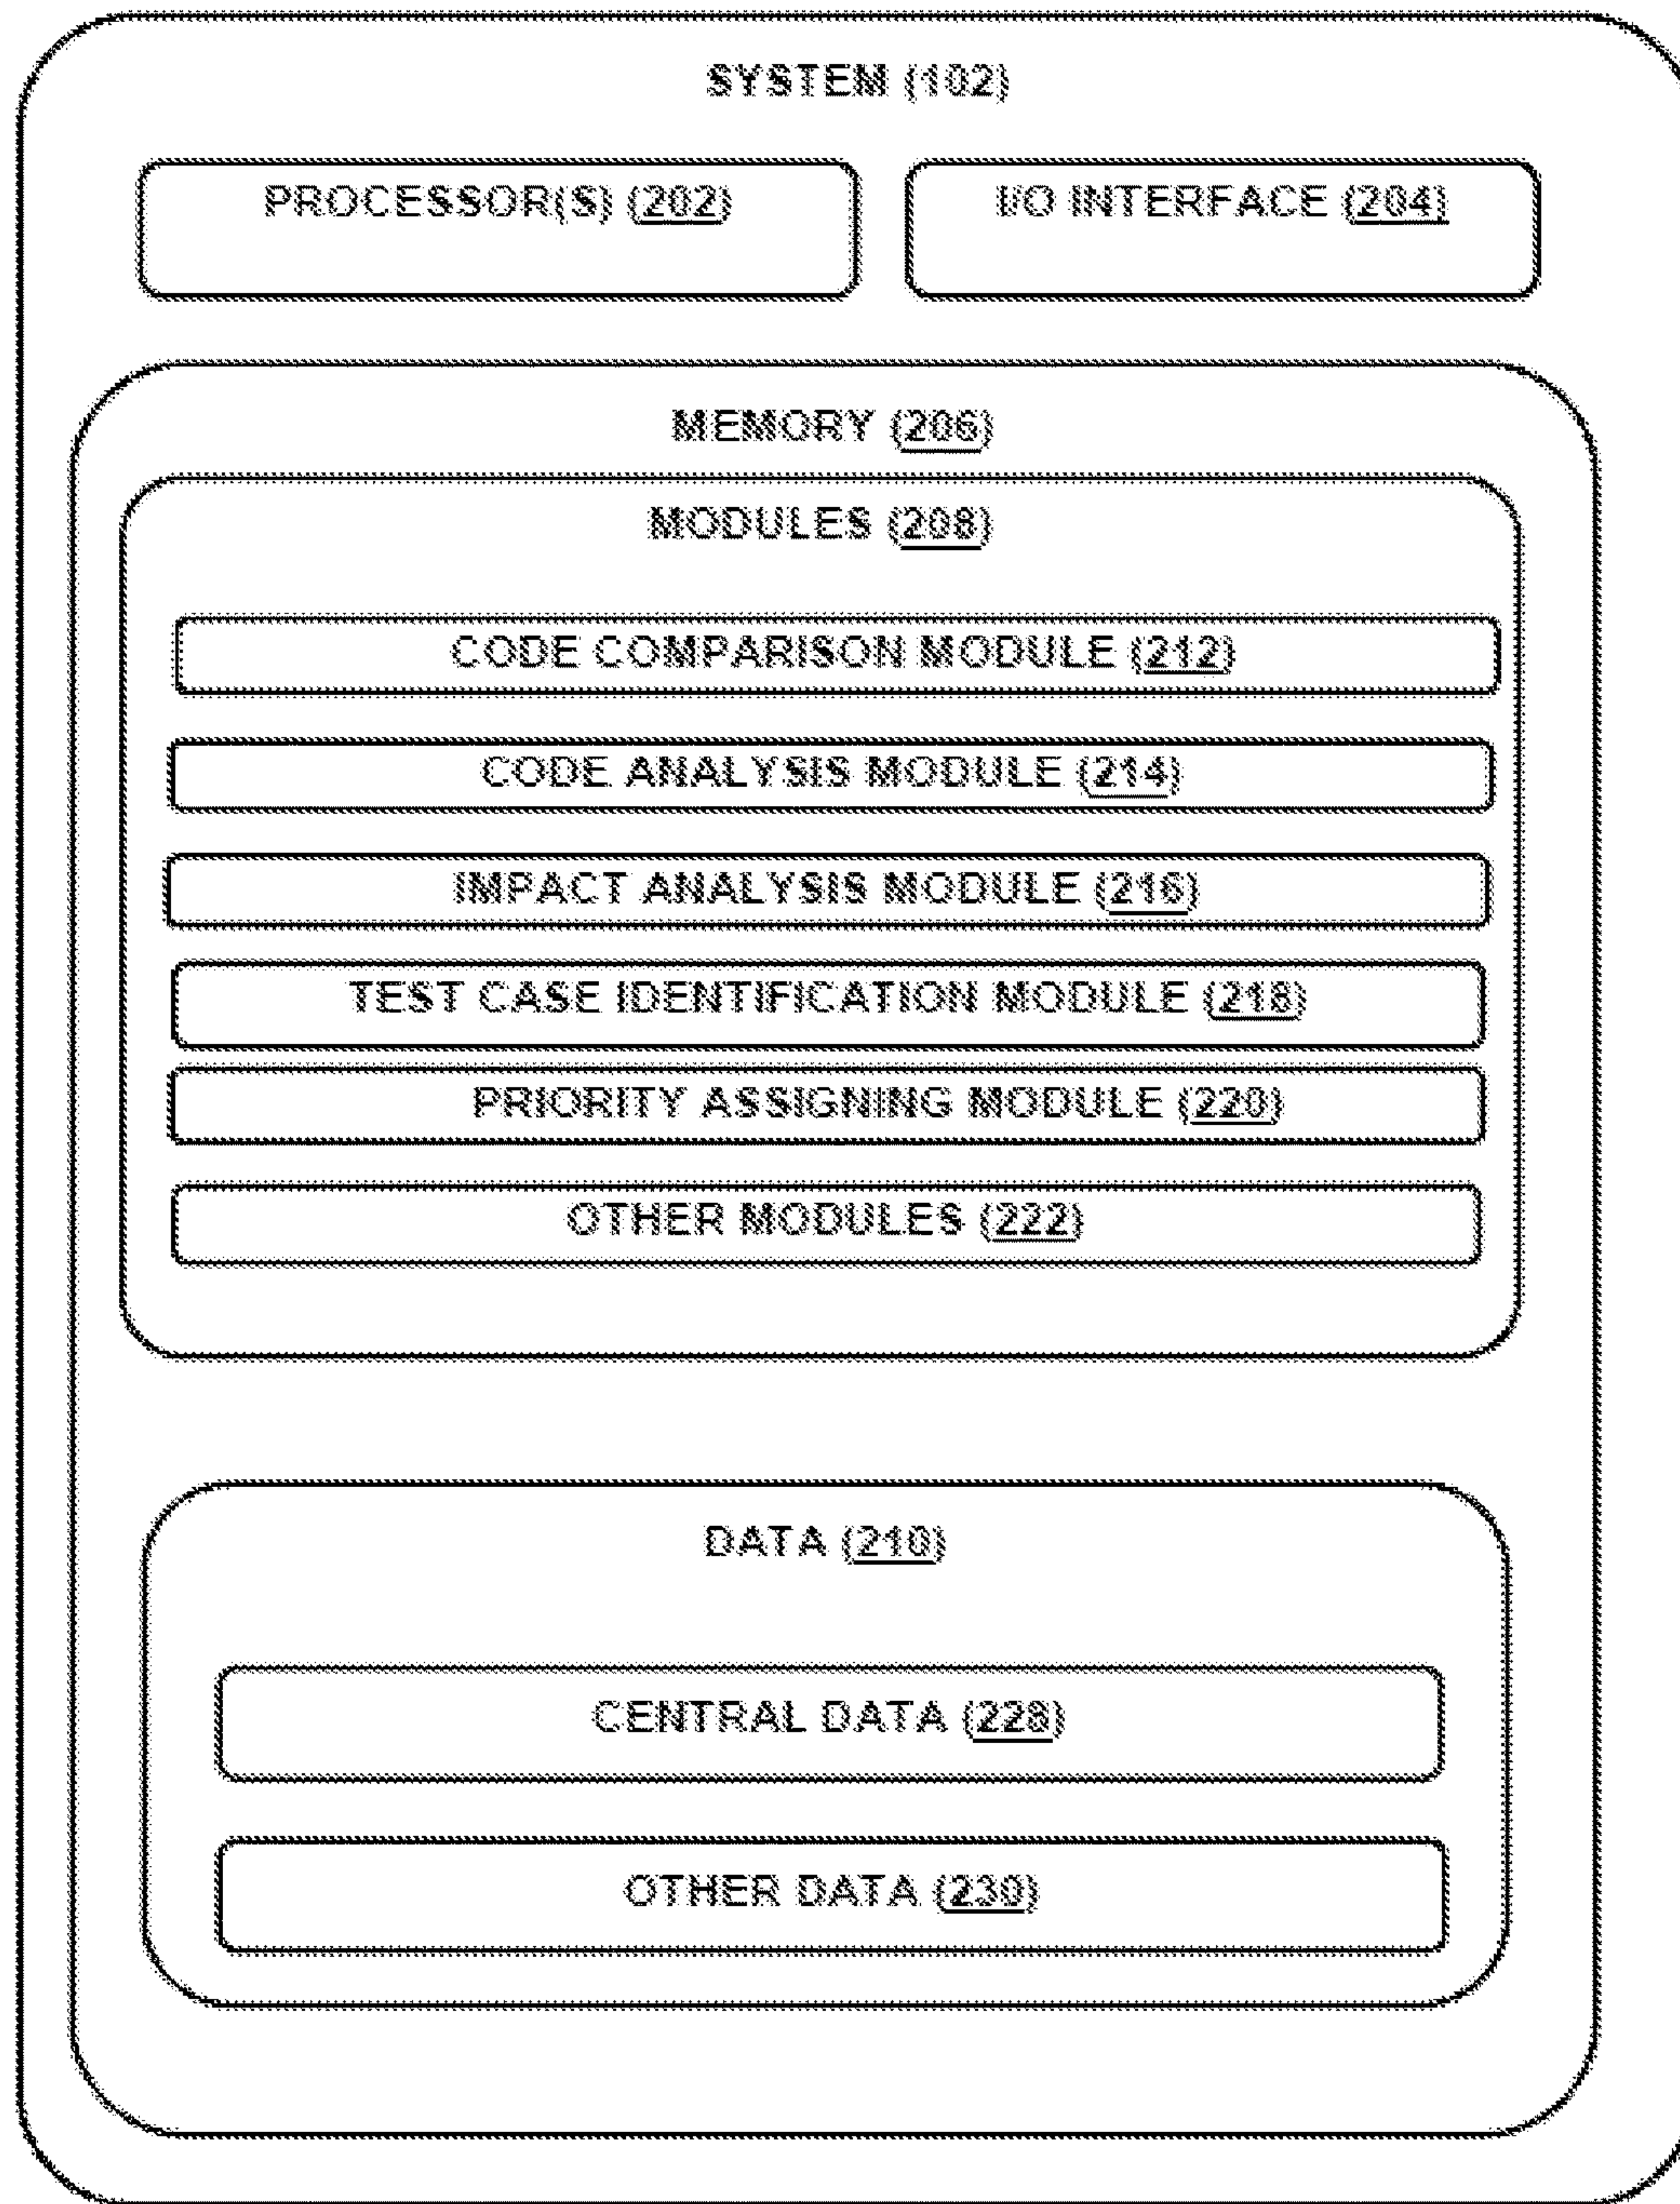 SYSTEM (102)
PROCESSOR(S) (202)
I/O INTERFACE (204)
MEMORY (206)
MODULES (208)
CODE COMPARISON MODULE (212)
CODE ANALYSIS MODULE (214)
IMPACT ANALYSIS MODULE (216)
TEST CASE IDENTIFICATION MODULE (218)
PRIORITY ASSIGNING MODULE (220)
OTHER MODULES (222)
DATA (210)
CENTRAL DATA (228)
OTHER DATA (230)